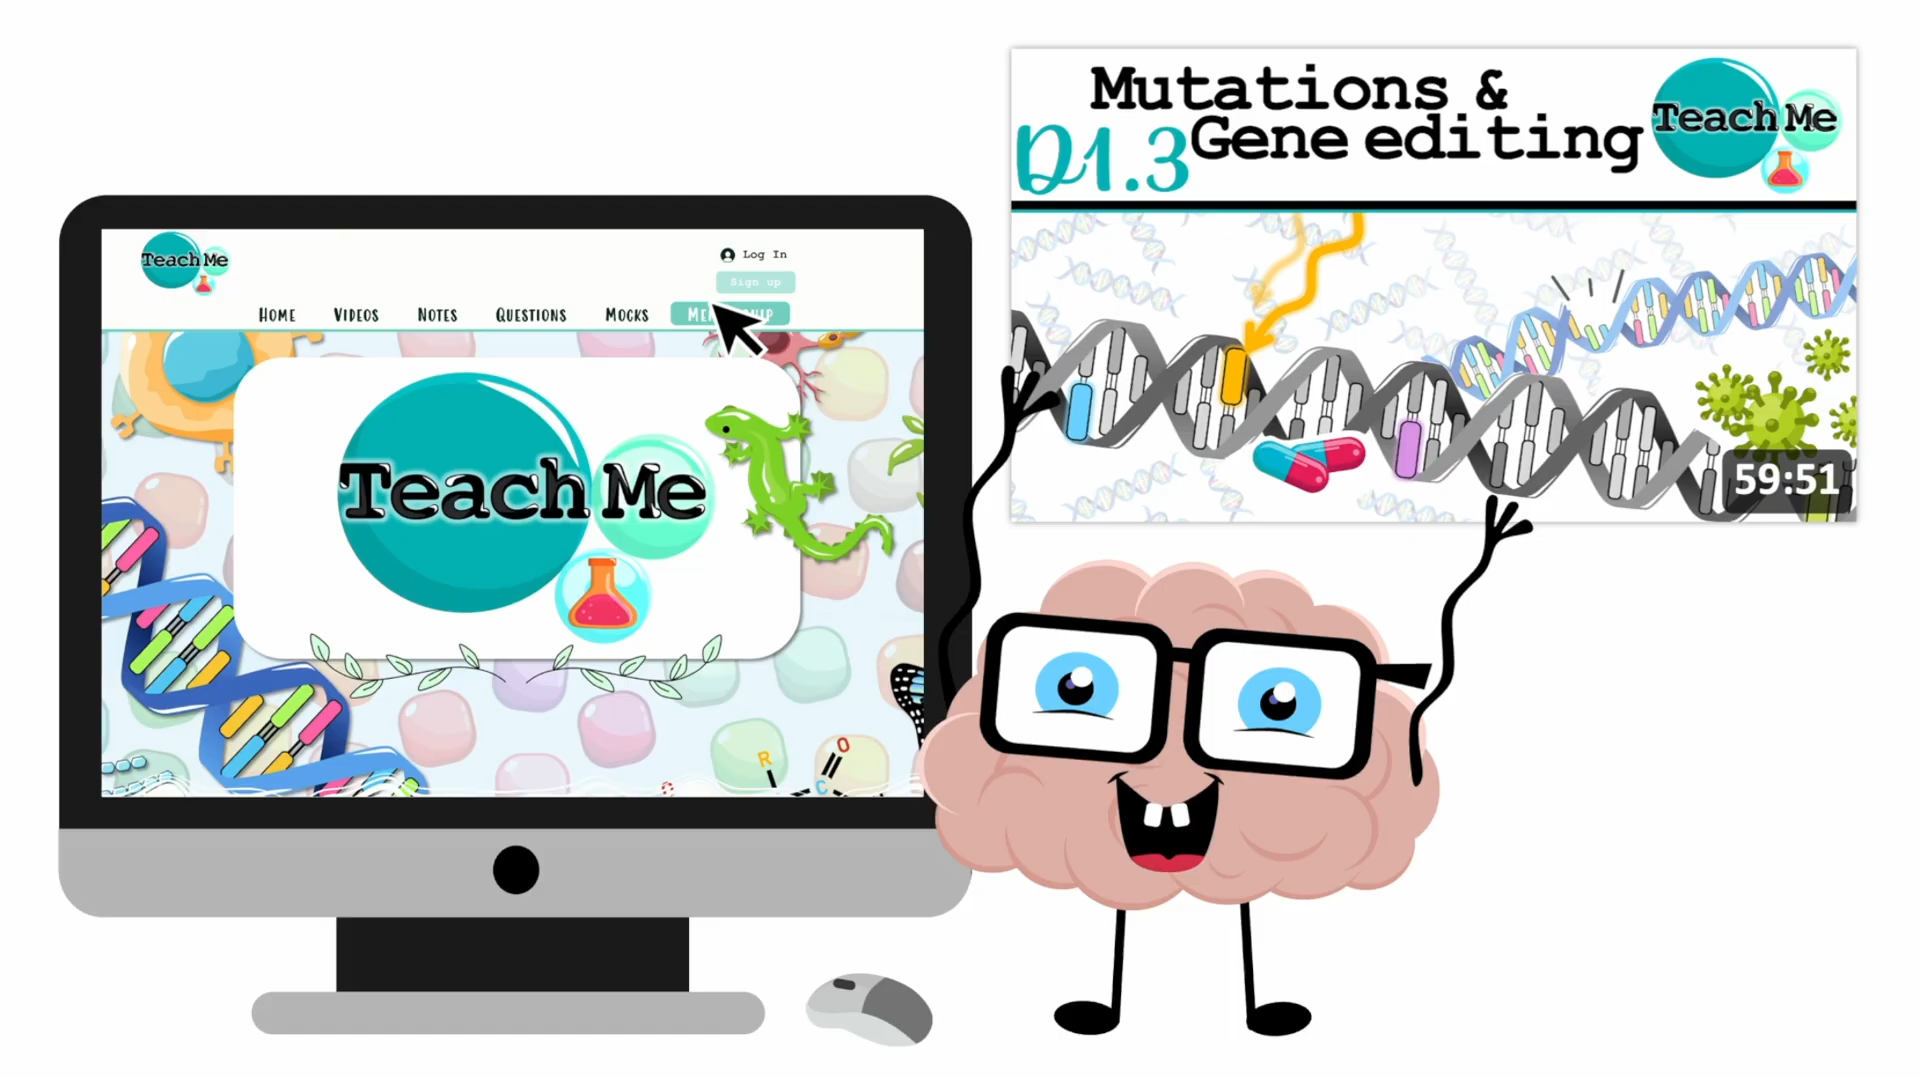 Mutations &
D1.3 Gene editing
Teach Me
59:51
Teach Me
Log In
Sign up
HOME VIDEOS NOTES QUESTIONS MOCKS
Teach Me
R
O
C